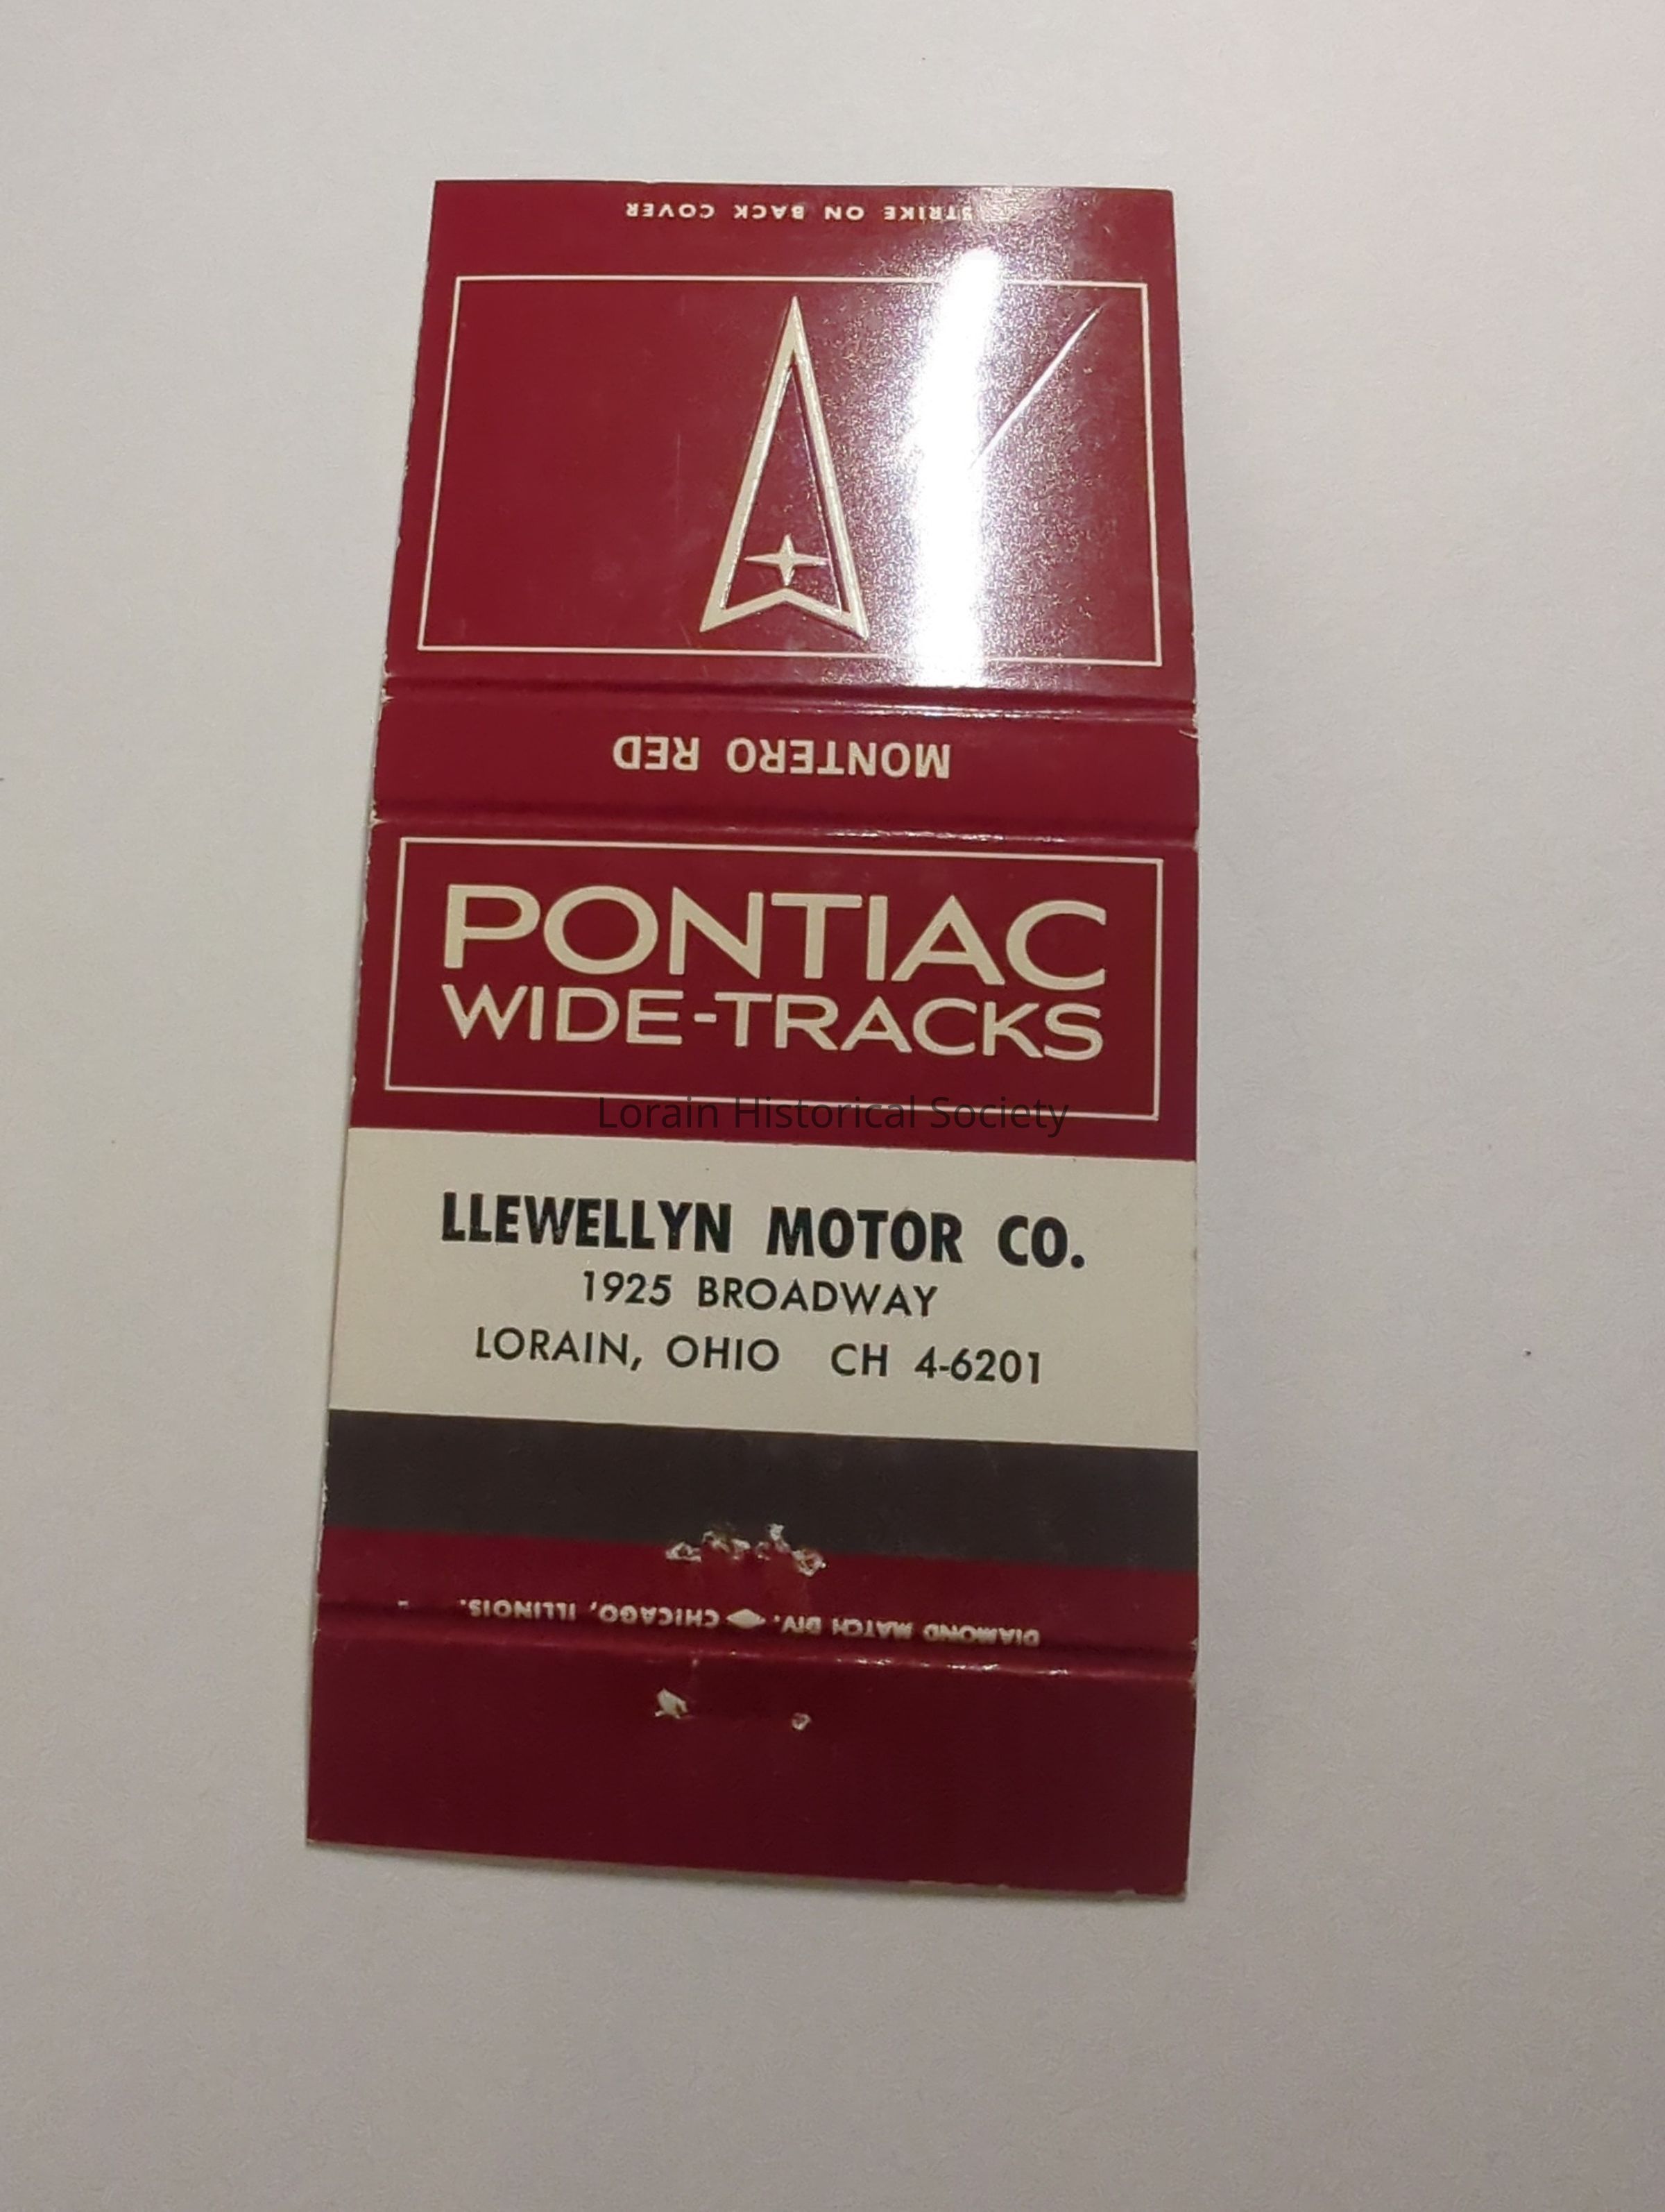 STRIKE ON BACK COVER
MONTERO RED
PONTIAC
WIDE-TRACKS
Lorain Historical Society
LLEWELLYN MOTOR CO.
1925 BROADWAY
LORAIN, OHIO CH 4-6201
DIAMOND MATCH DIV. CHICAGO, ILLINOIS.